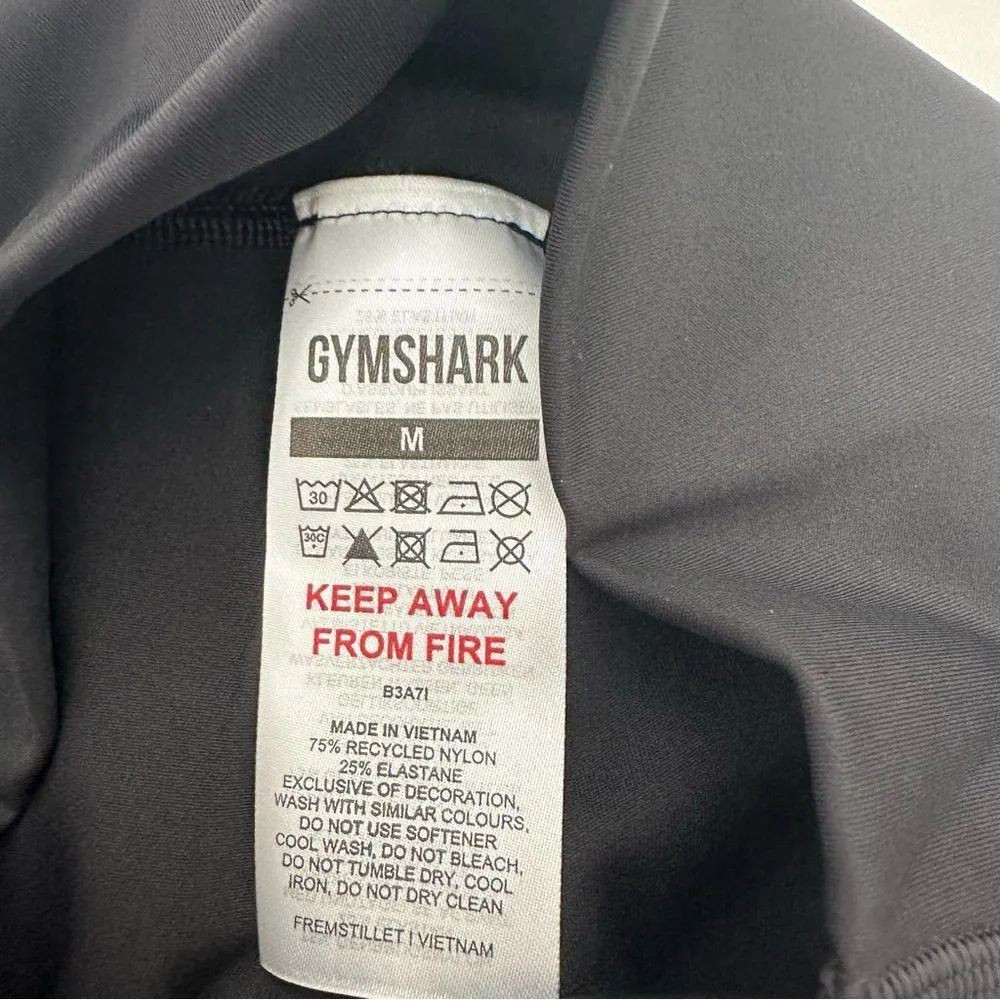 GYMSHARK
M
30
30C
KEEP AWAY
FROM FIRE
B3A7I
MADE IN VIETNAM
75% RECYCLED NYLON
25% ELASTANE
EXCLUSIVE OF DECORATION,
WASH WITH SIMILAR COLOURS,
DO NOT USE SOFTENER
COOL WASH, DO NOT BLEACH,
DO NOT TUMBLE DRY, COOL
IRON, DO NOT DRY CLEAN
FREMSTILLET I VIETNAM